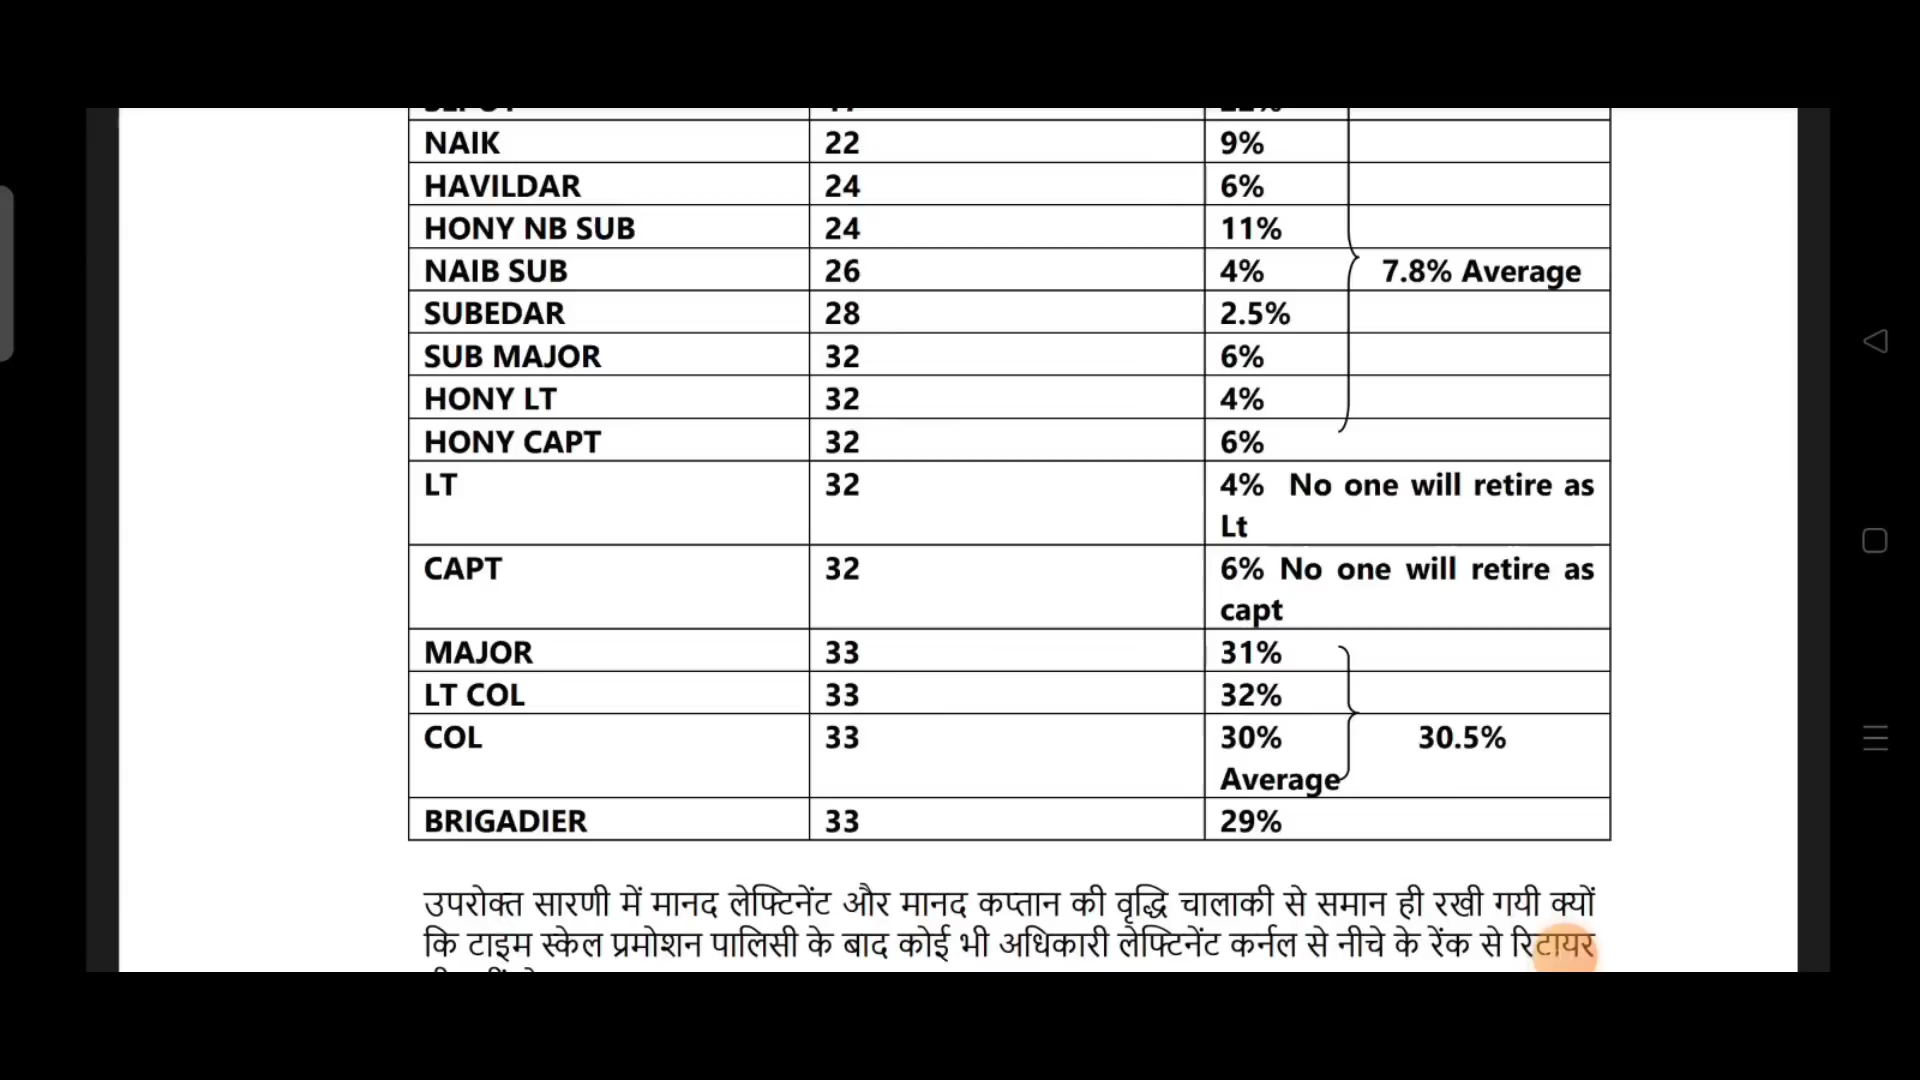 NAIK 22 9%
HAVILDAR 24 6%
HONY NB SUB 24 11%
NAIB SUB 26 4% 7.8% Average
SUBEDAR 28 2.5%
SUB MAJOR 32 6%
HONY LT 32 4%
HONY CAPT 32 6%
LT 32 4% No one will retire as
Lt
CAPT 32 6% No one will retire as
capt
MAJOR 33 31%
LT COL 33 32%
COL 33 30% 30.5%
Average
BRIGADIER 33 29%
उपरोक्त सारणी में मानद लेफ्टिनेंट और मानद कप्तान की वृद्धि चालाकी से समान ही रखी गयी क्यों
कि टाइम स्केल प्रमोशन पालिसी के बाद कोई भी अधिकारी लेफ्टिनेंट कर्नल से नीचे के रेंक से रिटायर